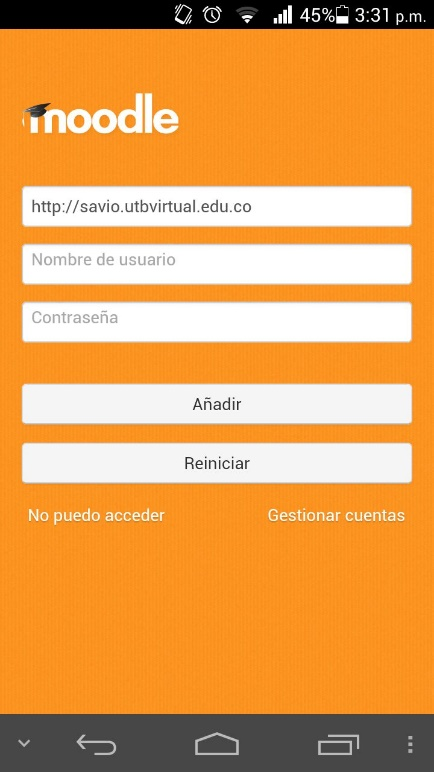 45% 3:31 p.m.
moodle
http://savio.utbvirtual.edu.co
Nombre de usuario
Contraseña
Añadir
Reiniciar
No puedo acceder Gestionar cuentas